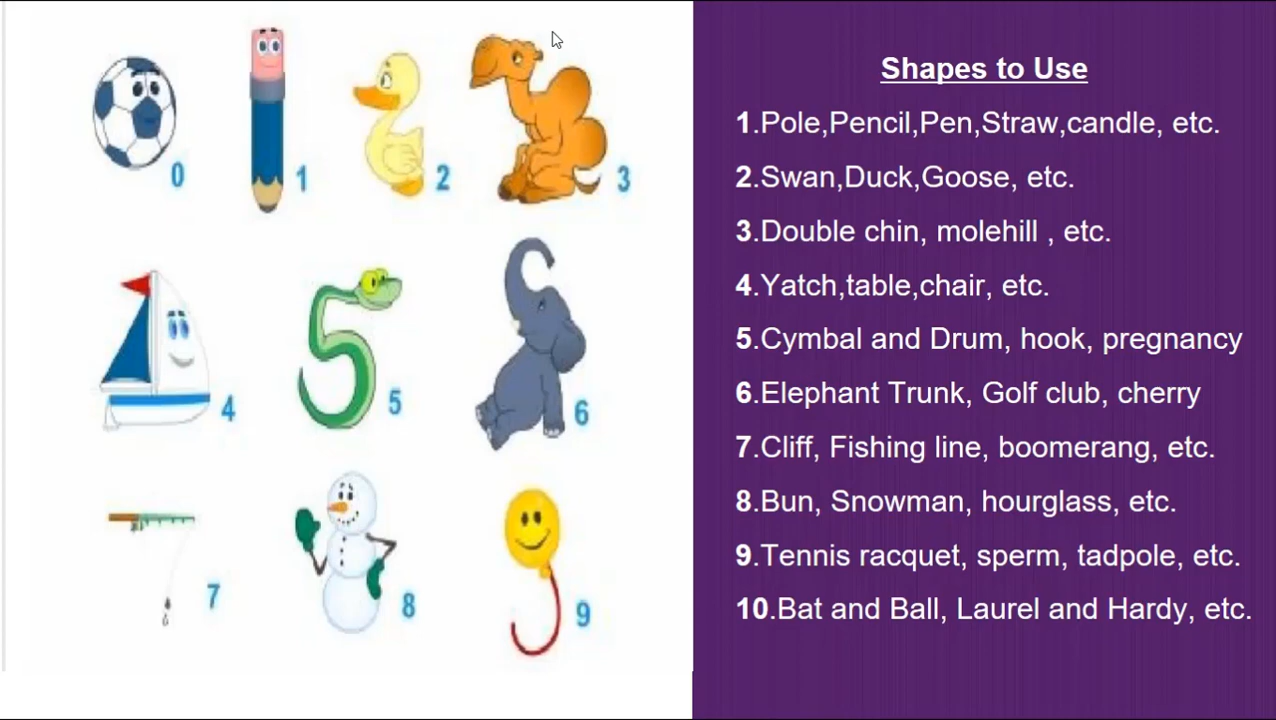 0
1
2
3
4
5
6
7
8
9
Shapes to Use
1.Pole,Pencil,Pen,Straw,candle, etc.
2.Swan,Duck,Goose, etc.
3.Double chin, molehill , etc.
4.Yatch,table,chair, etc.
5.Cymbal and Drum, hook, pregnancy
6.Elephant Trunk, Golf club, cherry
7.Cliff, Fishing line, boomerang, etc.
8.Bun, Snowman, hourglass, etc.
9.Tennis racquet, sperm, tadpole, etc.
10.Bat and Ball, Laurel and Hardy, etc.